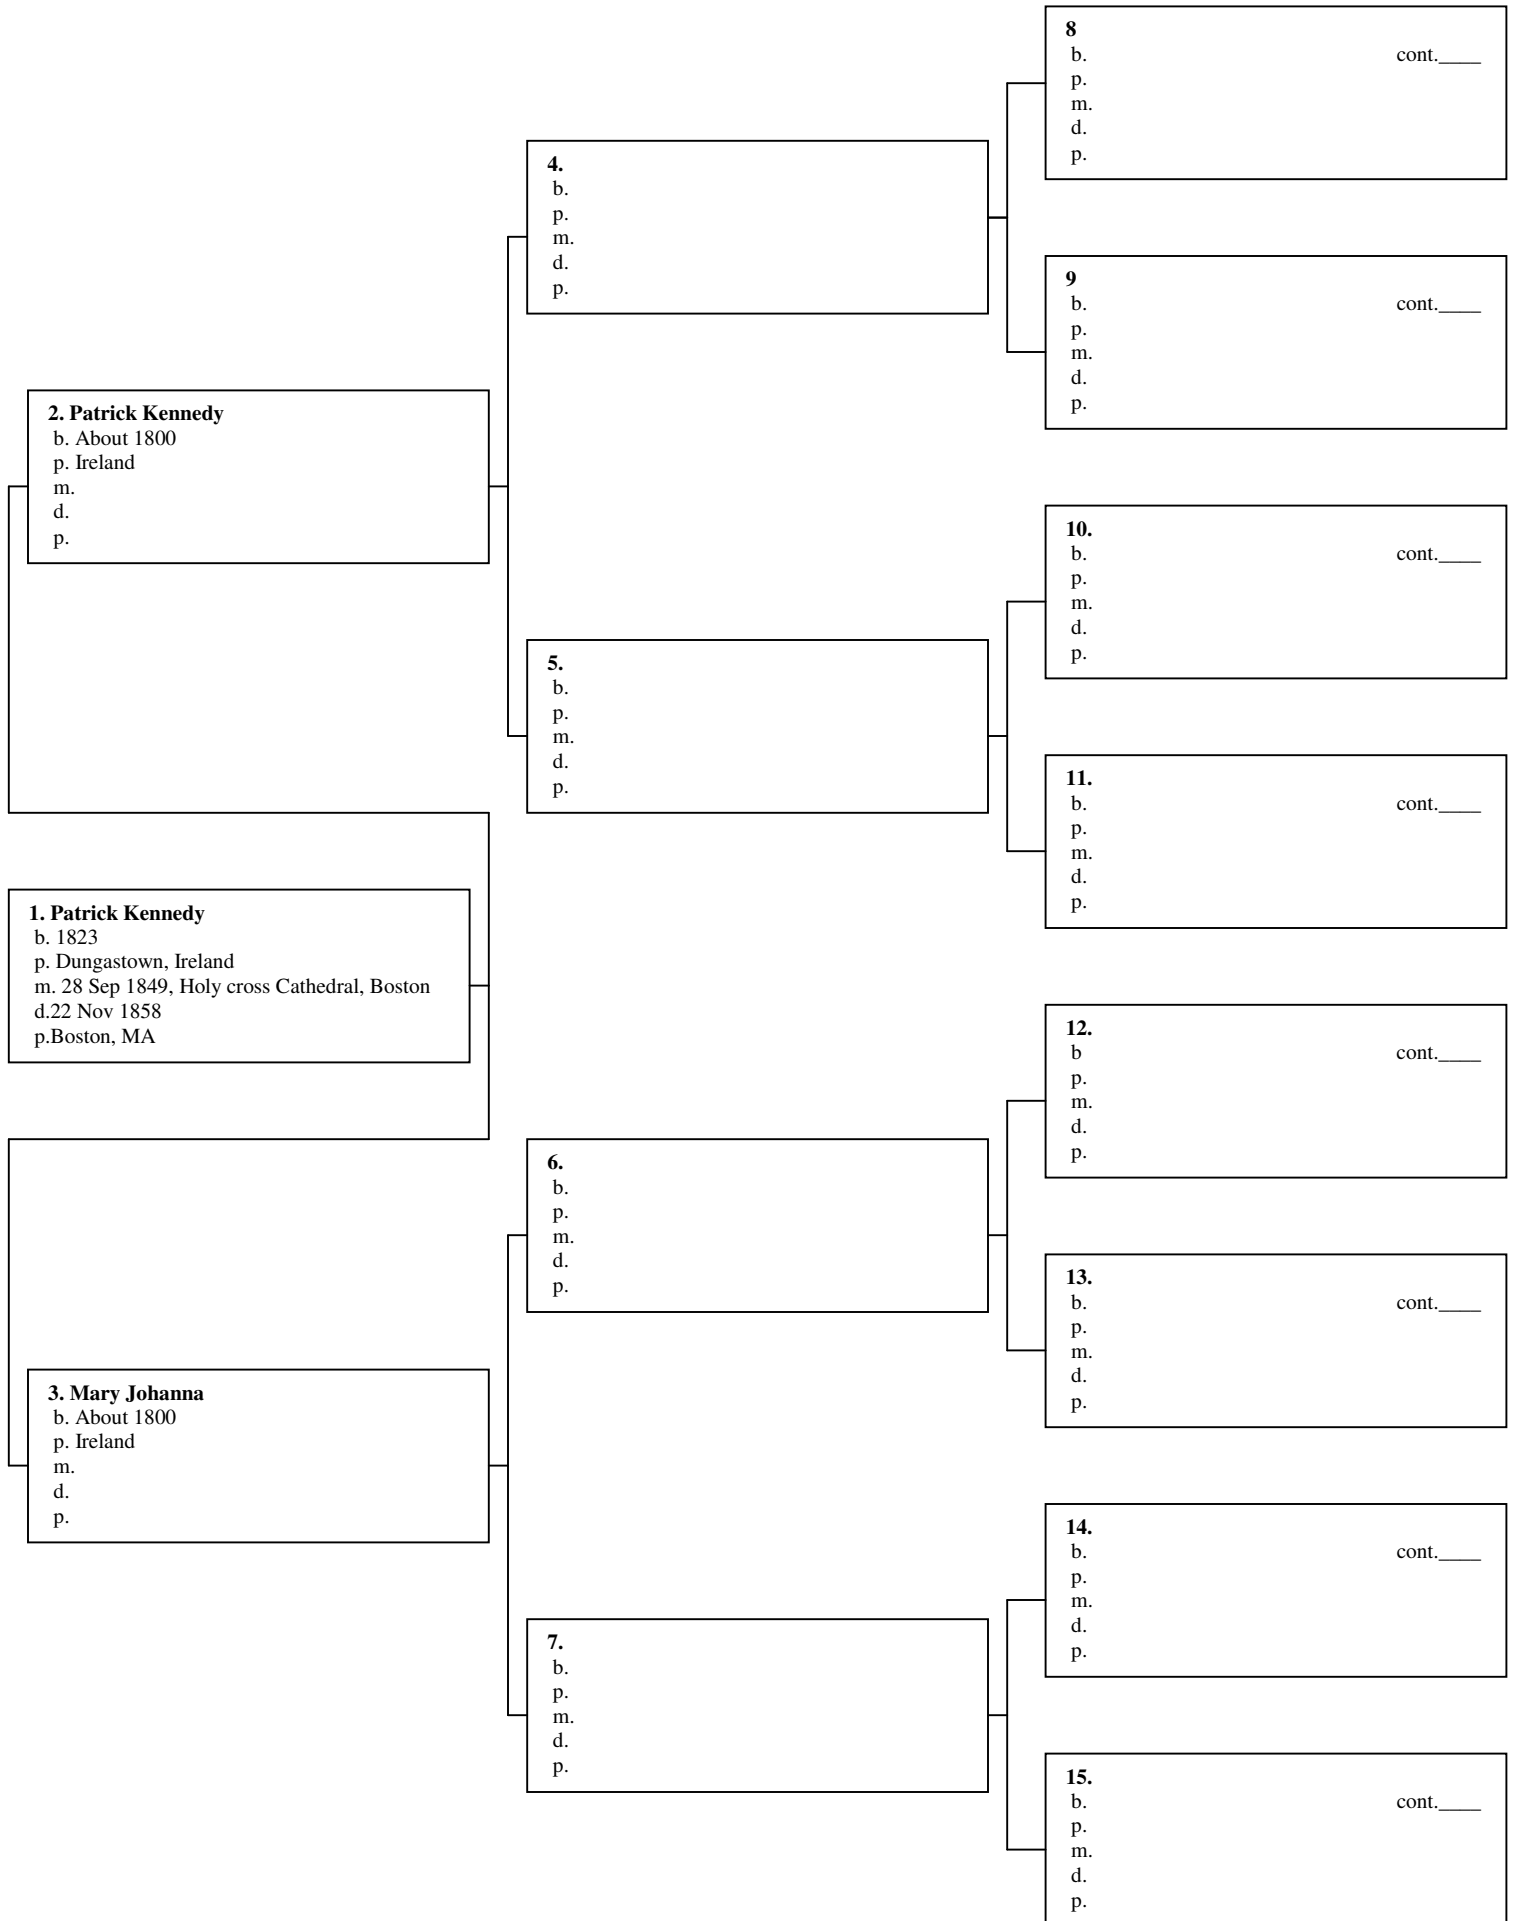 8
b. cont.____
p.
m.
d.
p.
4.
b.
p.
m.
d.
p.
9
b. cont.____
p.
m.
d.
p.
2. Patrick Kennedy
b. About 1800
p. Ireland
m.
d.
p.
10.
b. cont.____
p.
m.
d.
p.
5.
b.
p.
m.
d.
p.
11.
b. cont.____
p.
m.
d.
p.
1. Patrick Kennedy
b. 1823
p. Dungastown, Ireland
m. 28 Sep 1849, Holy cross Cathedral, Boston
d.22 Nov 1858
p.Boston, MA
12.
b cont.____
p.
m.
d.
p.
6.
b.
p.
m.
d.
p.
13.
b. cont.____
p.
m.
d.
p.
3. Mary Johanna
b. About 1800
p. Ireland
m.
d.
p.
14.
b. cont.____
p.
m.
d.
p.
7.
b.
p.
m.
d.
p.
15.
b. cont.____
p.
m.
d.
p.